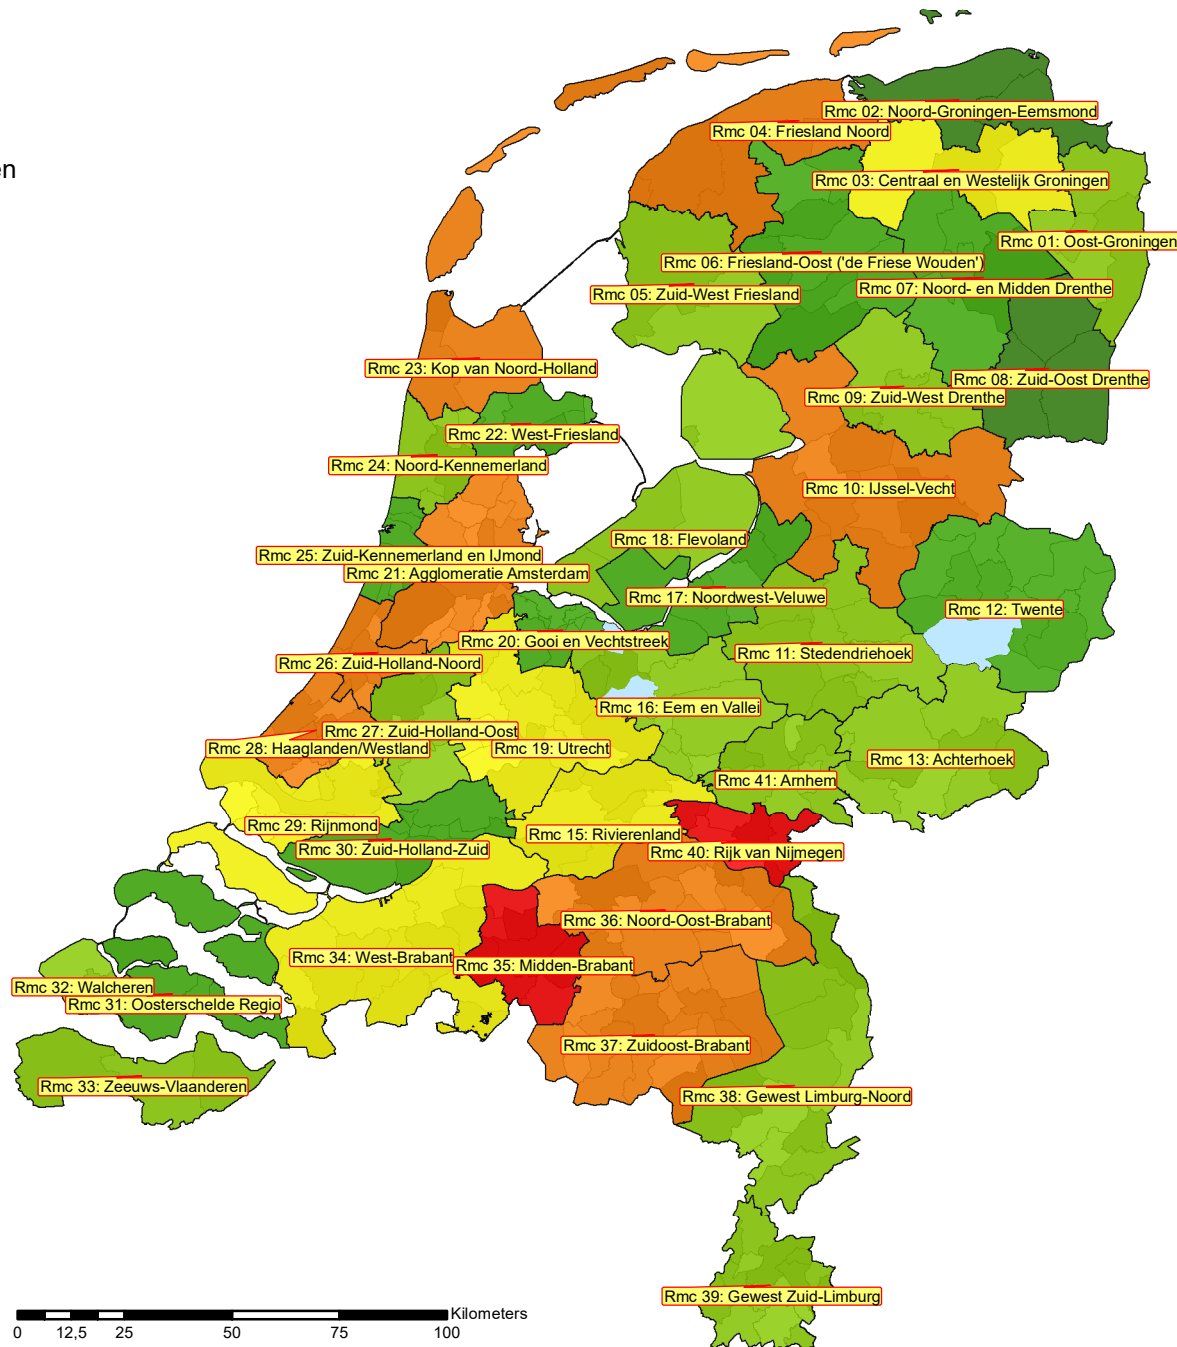 en
Rmc 02: Noord-Groningen-Eemsmond
Rmc 04: Friesland Noord
Rmc 03: Centraal en Westelijk Groningen
Rmc 01: Oost-Groningen
Rmc 06: Friesland-Oost ('de Friese Wouden')
Rmc 05: Zuid-West Friesland
Rmc 07: Noord- en Midden Drenthe
Rmc 23: Kop van Noord-Holland
Rmc 08: Zuid-Oost Drenthe
Rmc 09: Zuid-West Drenthe
Rmc 22: West-Friesland
Rmc 24: Noord-Kennemerland
Rmc 10: IJssel-Vecht
Rmc 18: Flevoland
Rmc 25: Zuid-Kennemerland en IJmond
Rmc 21: Agglomeratie Amsterdam
Rmc 17: Noordwest-Veluwe
Rmc 12: Twente
Rmc 20: Gooi en Vechtstreek
Rmc 11: Stedendriehoek
Rmc 26: Zuid-Holland-Noord
Rmc 16: Eem en Vallei
Rmc 27: Zuid-Holland-Oost
Rmc 28: Haaglanden/Westland
Rmc 19: Utrecht
Rmc 13: Achterhoek
Rmc 41: Arnhem
Rmc 29: Rijnmond
Rmc 15: Rivierenland
Rmc 30: Zuid-Holland-Zuid
Rmc 40: Rijk van Nijmegen
Rmc 36: Noord-Oost-Brabant
Rmc 34: West-Brabant
Rmc 35: Midden-Brabant
Rmc 32: Walcheren
Rmc 31: Oosterschelde Regio
Rmc 37: Zuidoost-Brabant
Rmc 33: Zeeuws-Vlaanderen
Rmc 38: Gewest Limburg-Noord
Rmc 39: Gewest Zuid-Limburg
Kilometers
0 12,5 25 50 75 100